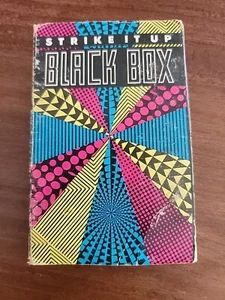 STRIKE IT UP
BLACK BOX